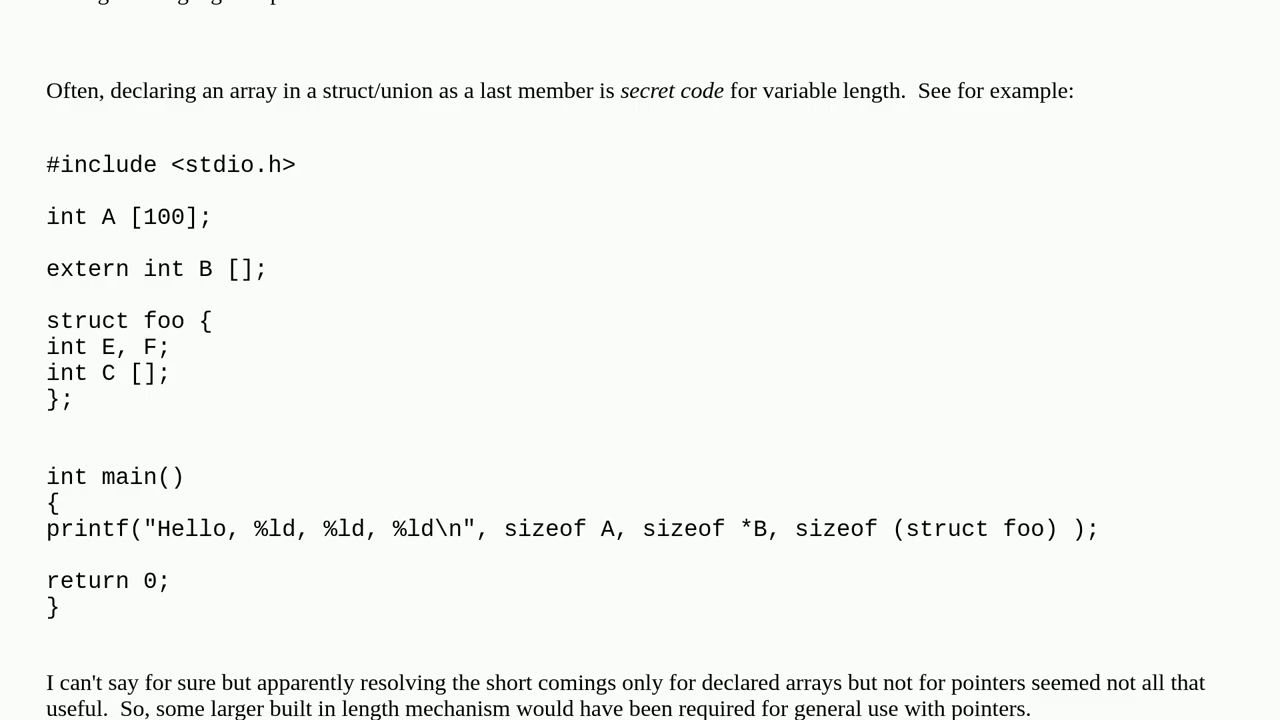 Often, declaring an array in a struct/union as a last member is secret code for variable length.  See for example:
#include <stdio.h>
int A [100];
extern int B [];
struct foo {
int E, F;
int C [];
};
int main()
{
printf("Hello, %ld, %ld, %ld\n", sizeof A, sizeof *B, sizeof (struct foo) );
return 0;
}
I can't say for sure but apparently resolving the short comings only for declared arrays but not for pointers seemed not all that
useful.  So, some larger built in length mechanism would have been required for general use with pointers.